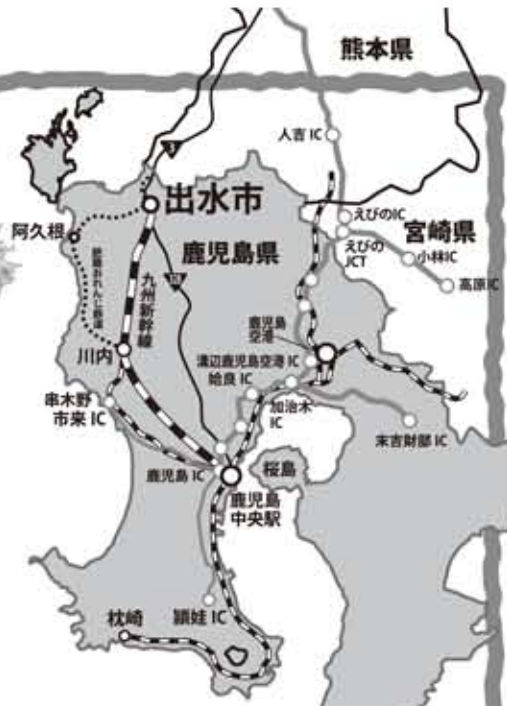 熊本県
人吉 IC
3
出水市
えびのIC
宮崎県
阿久根
鹿児島県
えびの
JCT
小林IC
高原IC
肥薩おれんじ鉄道
九州新幹線
鹿児島
空港
川内
溝辺鹿児島空港 IC
姶良 IC
串木野
市来 IC
加治木
IC
末吉財部 IC
鹿児島 IC
桜島
鹿児島
中央駅
枕崎
頴娃 IC